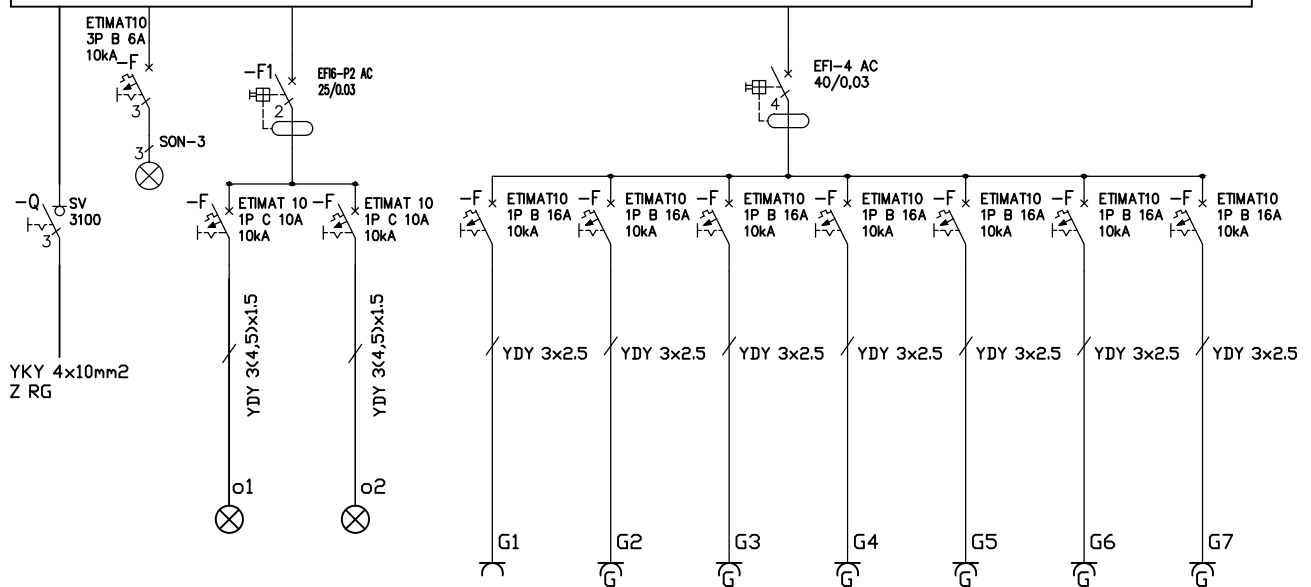 ETIMAT10
3P B 6A
10kA
-F
3
3
SON-3
-Q
SV
3100
3
YKY 4x10mm2
Z RG
-F1
EFI6-P2 AC
25/0.03
2
-F
ETIMAT 10
1P C 10A
10kA
YDY 3(4,5)x1.5
o1
-F
ETIMAT 10
1P C 10A
10kA
YDY 3(4,5)x1.5
o2
EFI-4 AC
40/0,03
4
-F
ETIMAT10
1P B 16A
10kA
YDY 3x2.5
G1
-F
ETIMAT10
1P B 16A
10kA
YDY 3x2.5
G2
G
-F
ETIMAT10
1P B 16A
10kA
YDY 3x2.5
G3
G
-F
ETIMAT10
1P B 16A
10kA
YDY 3x2.5
G4
G
-F
ETIMAT10
1P B 16A
10kA
YDY 3x2.5
G5
G
-F
ETIMAT10
1P B 16A
10kA
YDY 3x2.5
G6
G
-F
ETIMAT10
1P B 16A
10kA
YDY 3x2.5
G7
G